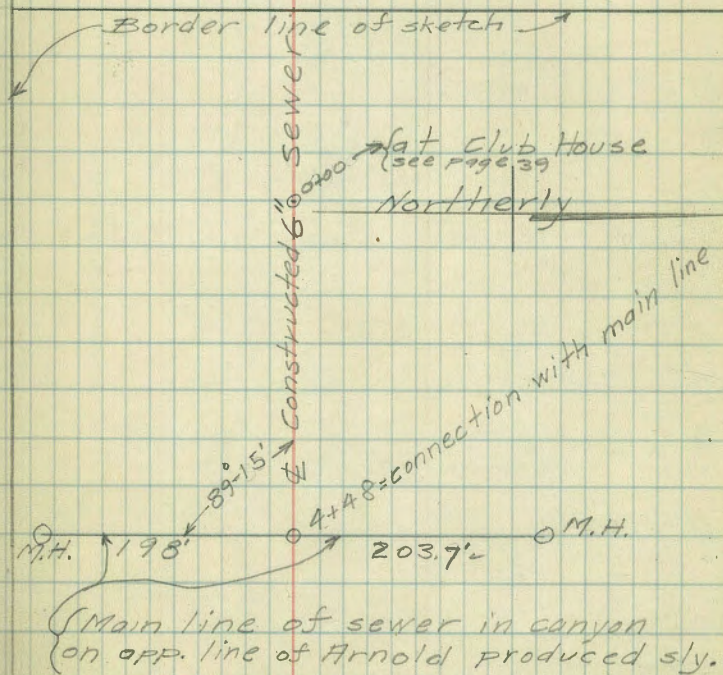 Border line of sketch
℄ Constructed 6" sewer
0+00
{at Club House
(see page 39
Northerly
4+48=connection with main line
89°-15'
M.H.
198'
203.7'
M.H.
{Main line of sewer in canyon
on opp. line of Arnold produced sly.